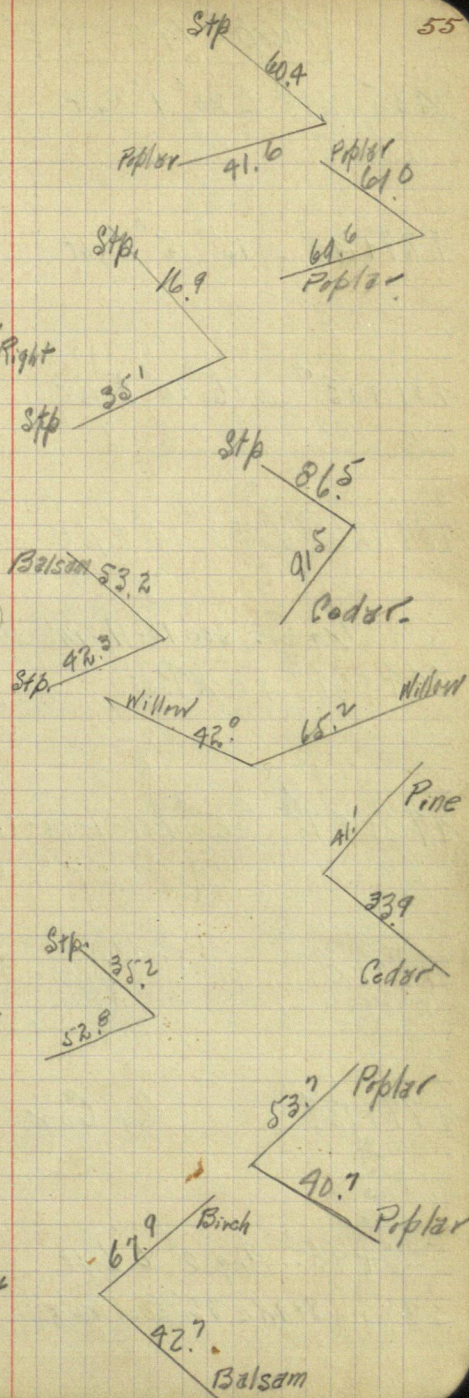 55
Stp
60.4
Poplar
41.6
Poplar
61.0
64.6
Poplar
Stp.
16.9
Right
35.1
Stp
Stp
86.5
91.5
Cedar.
Balsam
53.2
42.3
Stp.
Willow
42.0
65.2
Willow
Pine
41.1
33.9
Cedar
Stp.
35.2
52.8
53.7
Poplar
40.7
Poplar
Birch
67.9
42.7
Balsam